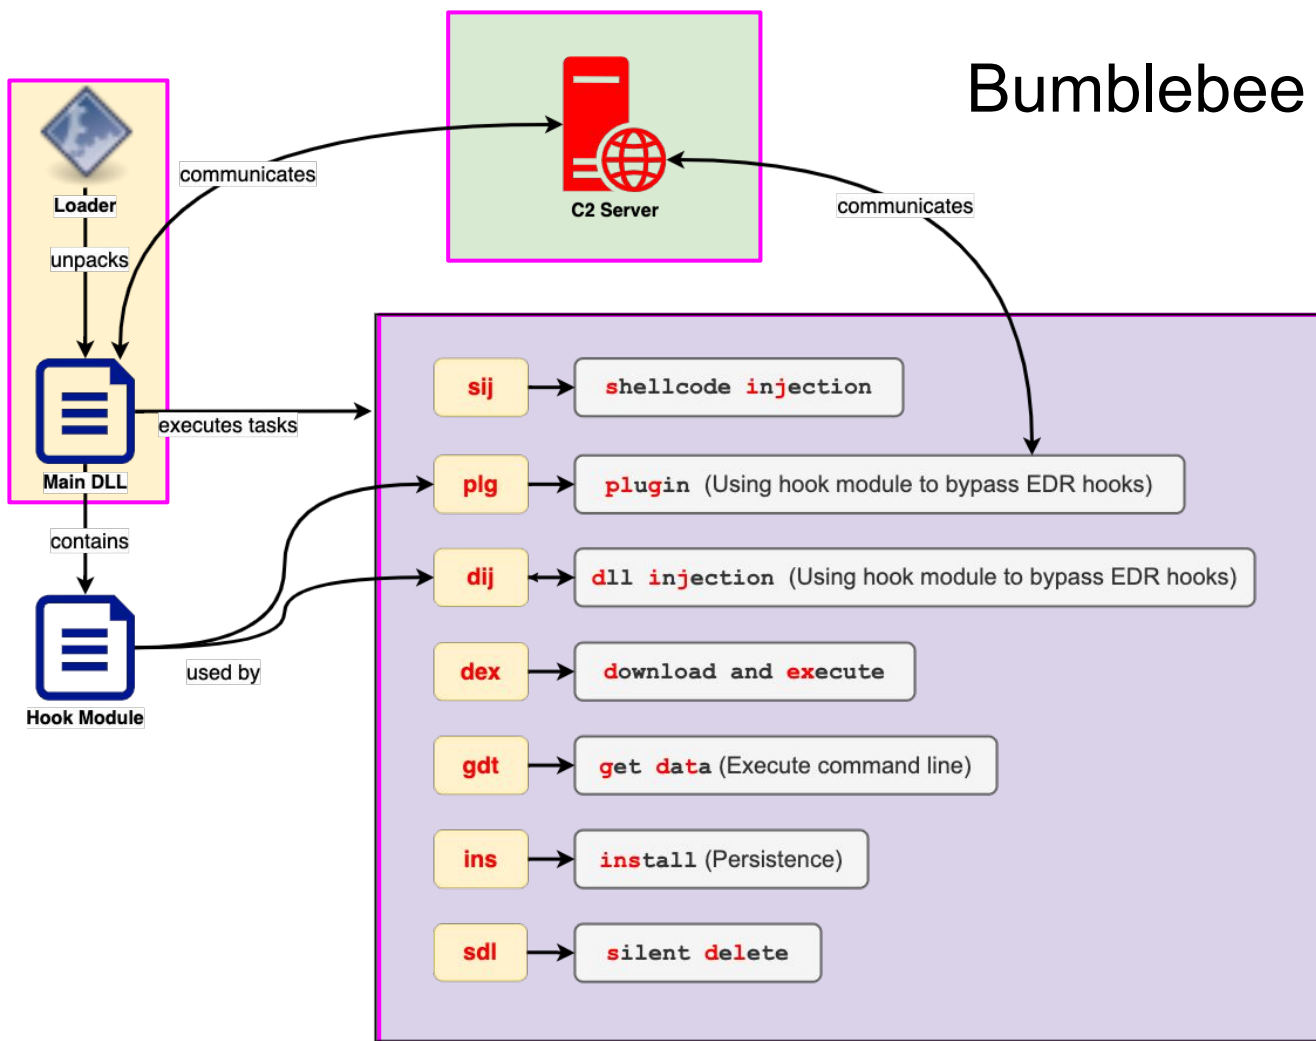 Bumblebee
communicates
Loader
C2 Server
communicates
unpacks
sij
shellcode injection
executes tasks
Main DLL
plg
plugin (Using hook module to bypass EDR hooks)
contains
dij
dll injection (Using hook module to bypass EDR hooks)
used by
dex
download and execute
Hook Module
gdt
get data (Execute command line)
ins
install (Persistence)
sdl
silent delete